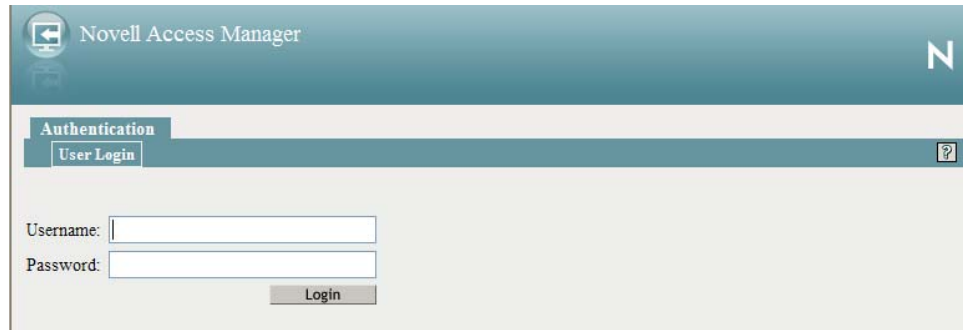 Novell Access Manager
N
Authentication
User Login
?
Username:
Password:
Login